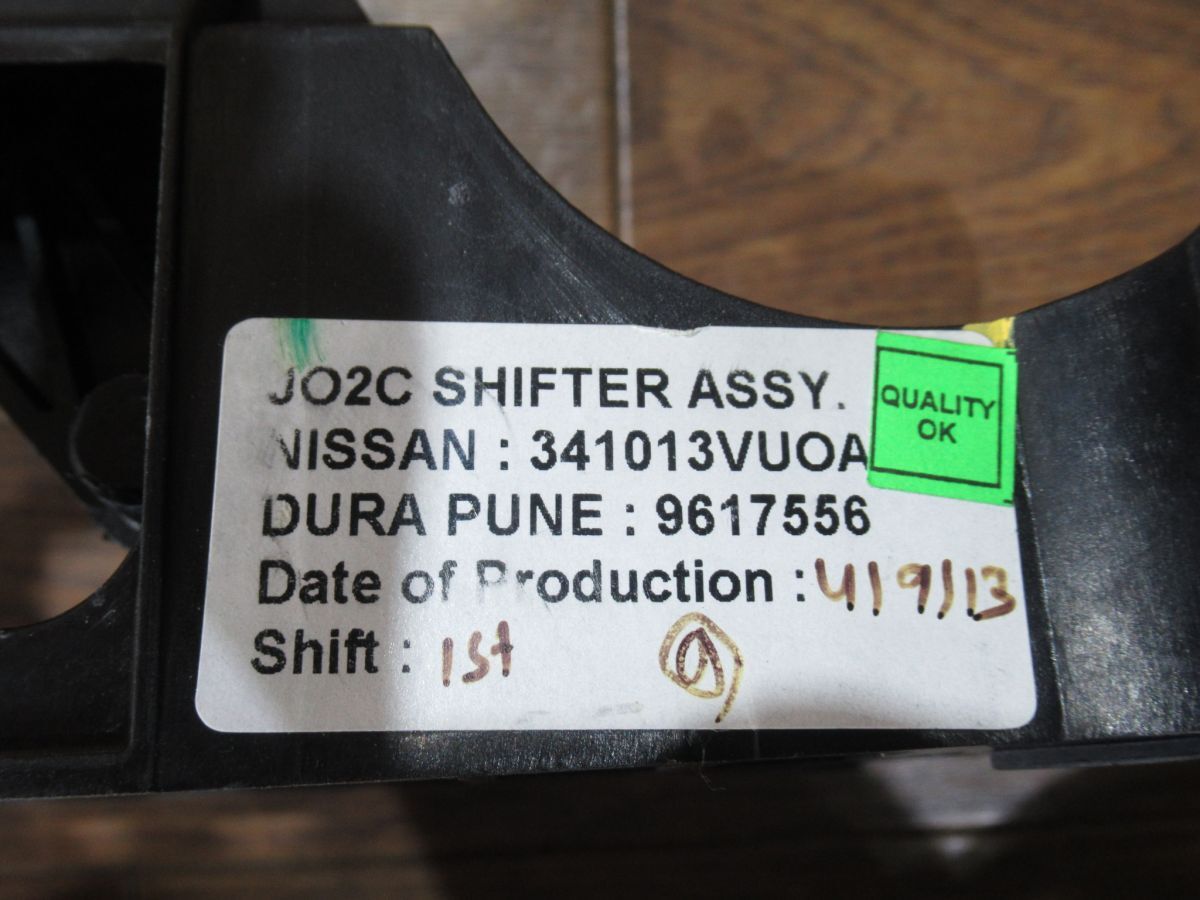 JO2C SHIFTER ASSY.
NISSAN : 341013VUOA
QUALITY
OK
DURA PUNE : 9617556
Date of Production : 4/9/13
Shift : 1st